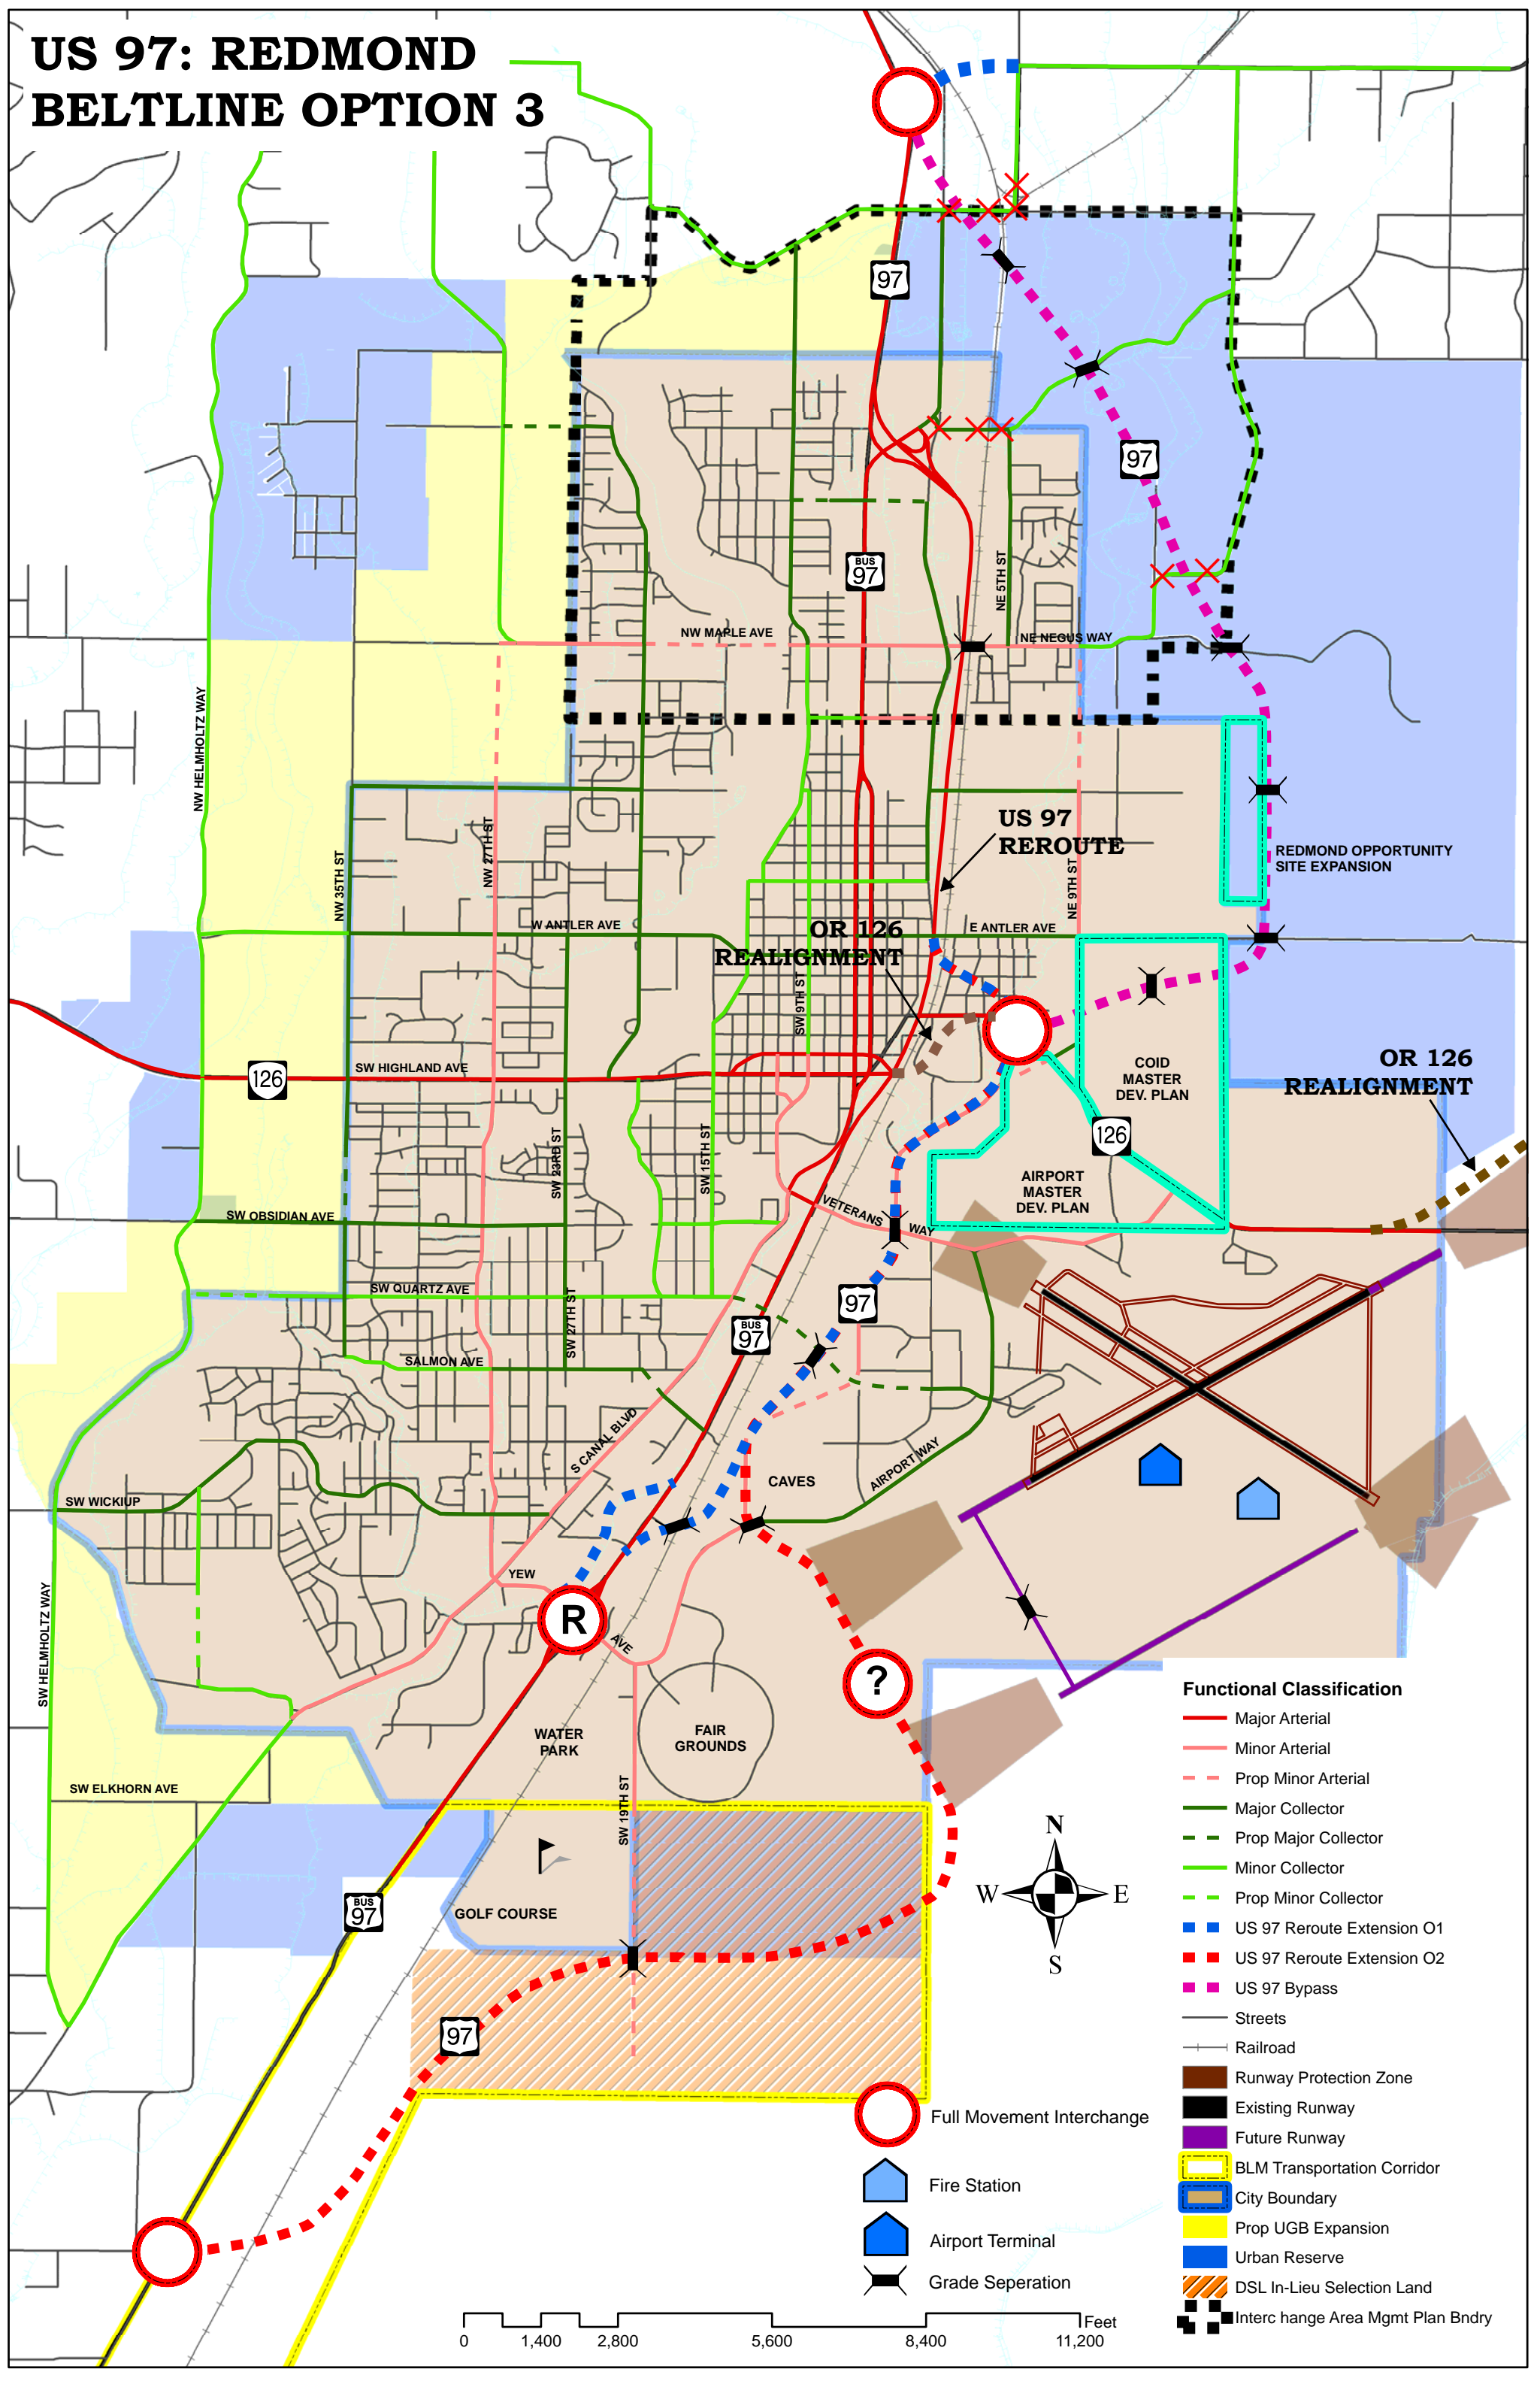 US 97: REDMOND
BELTLINE OPTION 3
97
97
BUS
97
NE 5TH ST
NW MAPLE AVE
NE NEGUS WAY
NW HELMHOLTZ WAY
US 97
REROUTE
NW 27TH ST
NW 35TH ST
NE 9TH ST
REDMOND OPPORTUNITY
SITE EXPANSION
W ANTLER AVE
E ANTLER AVE
OR 126
REALIGNMENT
SW 9TH ST
126
SW HIGHLAND AVE
COID
MASTER
DEV. PLAN
OR 126
REALIGNMENT
126
SW 23RD ST
SW 15TH ST
AIRPORT
MASTER
DEV. PLAN
SW OBSIDIAN AVE
VETERANS
WAY
SW QUARTZ AVE
97
SW 27TH ST
BUS
97
SALMON AVE
S CANAL BLVD
AIRPORT WAY
CAVES
SW WICKIUP
YEW
R
AVE
SW HELMHOLTZ WAY
?
WATER
PARK
FAIR
GROUNDS
SW ELKHORN AVE
SW 19TH ST
BUS
97
GOLF COURSE
97
N
W
E
S
Functional Classification
Major Arterial
Minor Arterial
Prop Minor Arterial
Major Collector
Prop Major Collector
Minor Collector
Prop Minor Collector
US 97 Reroute Extension O1
US 97 Reroute Extension O2
US 97 Bypass
Streets
Railroad
Runway Protection Zone
Existing Runway
Future Runway
BLM Transportation Corridor
City Boundary
Prop UGB Expansion
Urban Reserve
DSL In-Lieu Selection Land
Interc hange Area Mgmt Plan Bndry
Full Movement Interchange
Fire Station
Airport Terminal
Grade Seperation
Feet
0 1,400 2,800 5,600 8,400 11,200